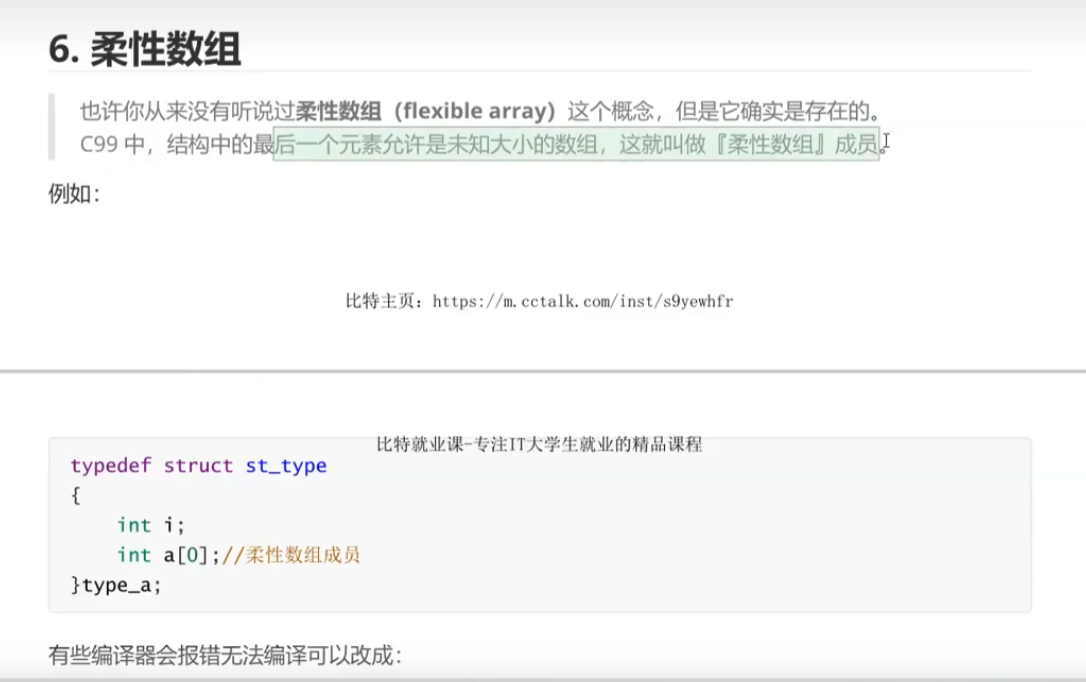 6. 柔性数组
也许你从来没有听说过柔性数组（flexible array）这个概念，但是它确实是存在的。
C99 中，结构中的最后一个元素允许是未知大小的数组，这就叫做『柔性数组』成员。
例如：
比特主页：https://m.cctalk.com/inst/s9yewhfr
比特就业课-专注IT大学生就业的精品课程
typedef struct st_type
{
    int i;
    int a[0];//柔性数组成员
}type_a;
有些编译器会报错无法编译可以改成：